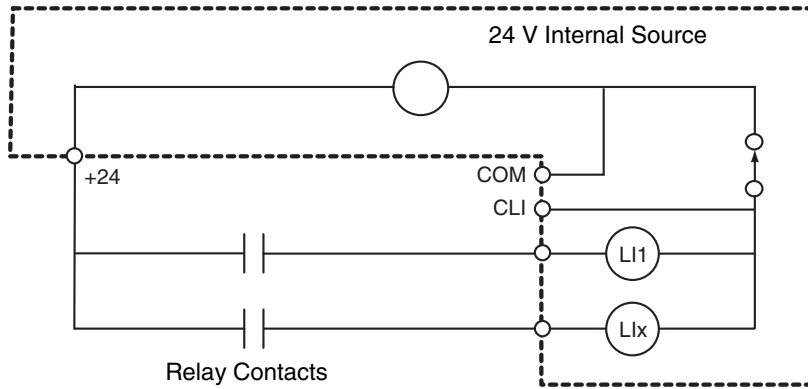 24 V Internal Source
+24
COM
CLI
LI1
LIx
Relay Contacts